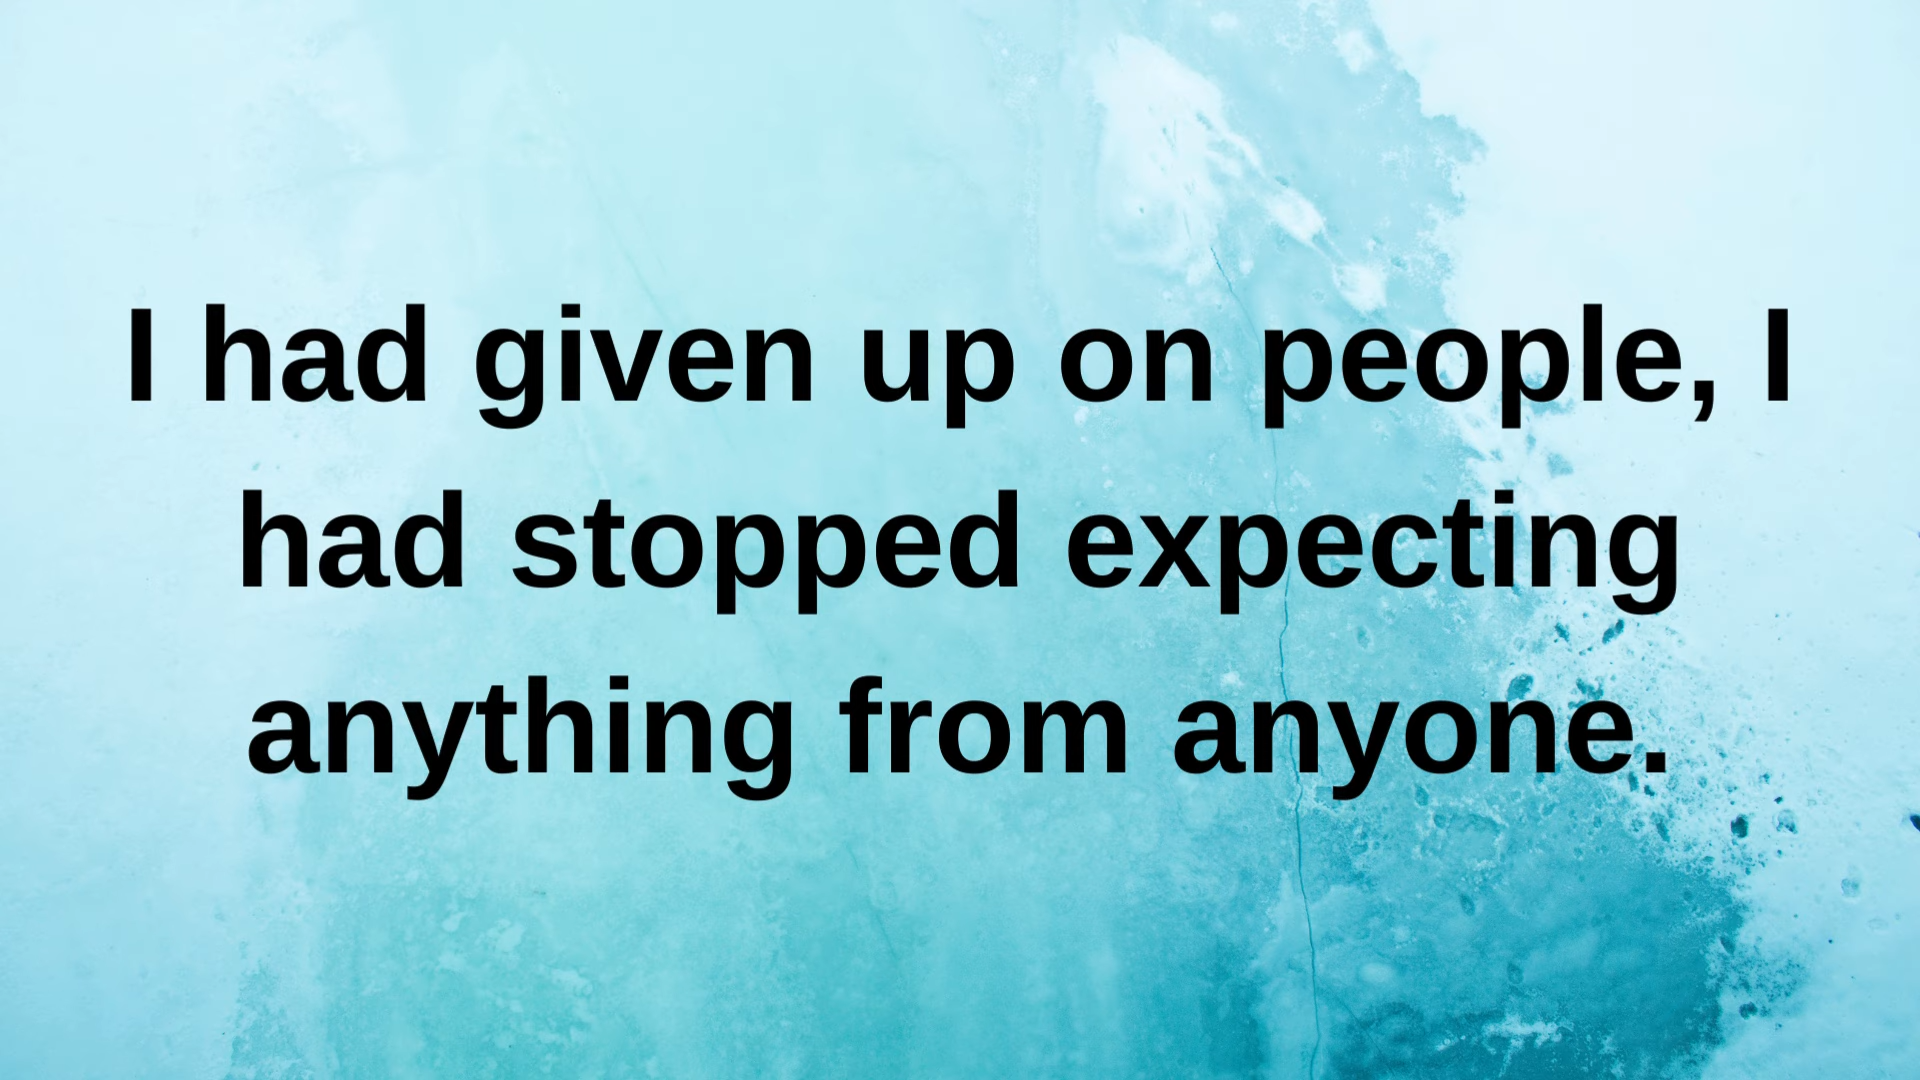 I had given up on people, I
had stopped expecting
anything from anyone.